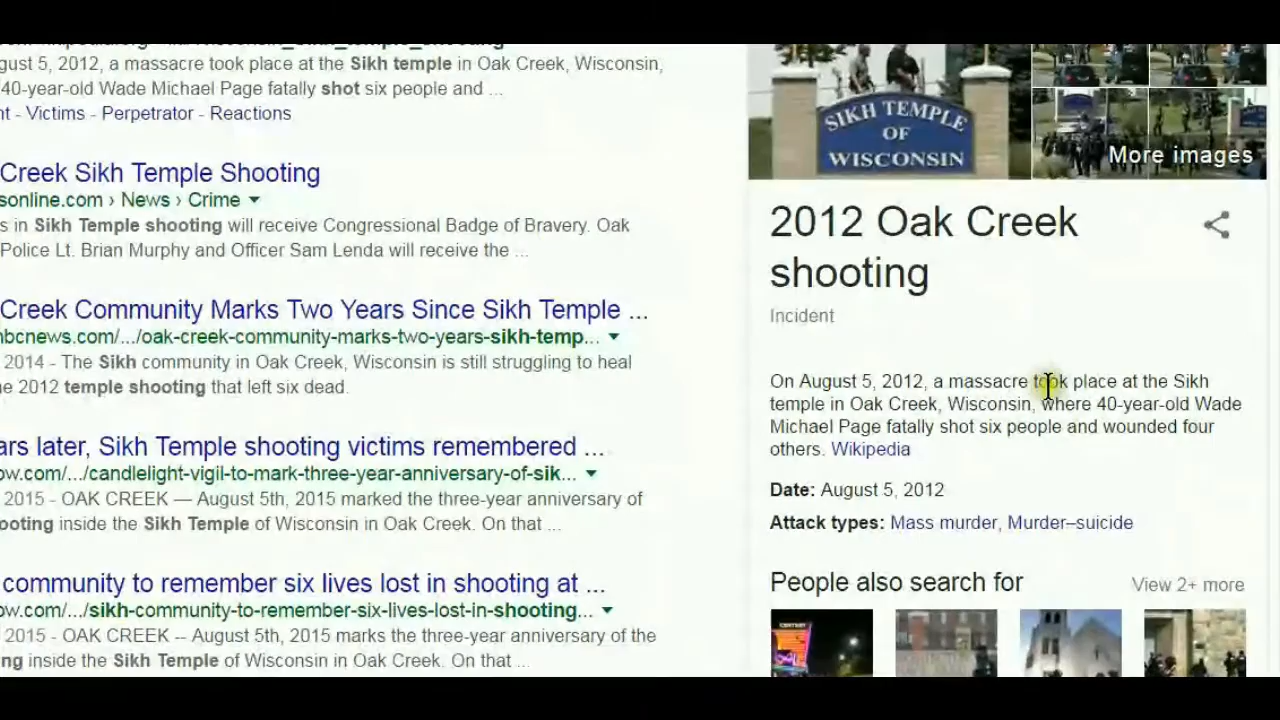 gust 5, 2012, a massacre took place at the Sikh temple in Oak Creek, Wisconsin,
40-year-old Wade Michael Page fatally shot six people and ...
nt - Victims - Perpetrator - Reactions
Creek Sikh Temple Shooting
sonline.com › News › Crime
s in Sikh Temple shooting will receive Congressional Badge of Bravery. Oak
Police Lt. Brian Murphy and Officer Sam Lenda will receive the ...
Creek Community Marks Two Years Since Sikh Temple ...
nbcnews.com/.../oak-creek-community-marks-two-years-sikh-temp...
2014 - The Sikh community in Oak Creek, Wisconsin is still struggling to heal
ne 2012 temple shooting that left six dead.
ars later, Sikh Temple shooting victims remembered ...
ow.com/.../candlelight-vigil-to-mark-three-year-anniversary-of-sik...
2015 - OAK CREEK — August 5th, 2015 marked the three-year anniversary of
ooting inside the Sikh Temple of Wisconsin in Oak Creek. On that ...
community to remember six lives lost in shooting at ...
ow.com/.../sikh-community-to-remember-six-lives-lost-in-shooting...
2015 - OAK CREEK -- August 5th, 2015 marks the three-year anniversary of the
ng inside the Sikh Temple of Wisconsin in Oak Creek. On that ...
SIKH TEMPLE
OF
WISCONSIN
More images
2012 Oak Creek
shooting
Incident
On August 5, 2012, a massacre took place at the Sikh
temple in Oak Creek, Wisconsin, where 40-year-old Wade
Michael Page fatally shot six people and wounded four
others. Wikipedia
Date: August 5, 2012
Attack types: Mass murder, Murder–suicide
People also search for
View 2+ more